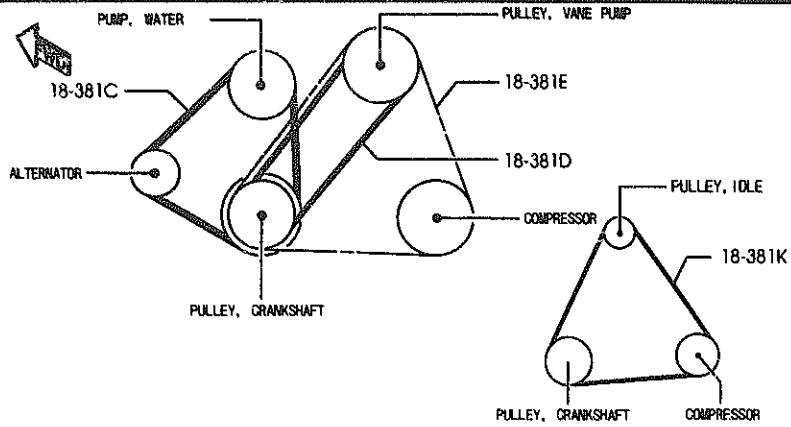 PUMP, WATER
PULLEY, VANE PUMP
FWD
18-381C
18-381E
ALTERNATOR
18-381D
PULLEY, IDLE
COMPRESSOR
18-381K
PULLEY, CRANKSHAFT
PULLEY, CRANKSHAFT
COMPRESSOR